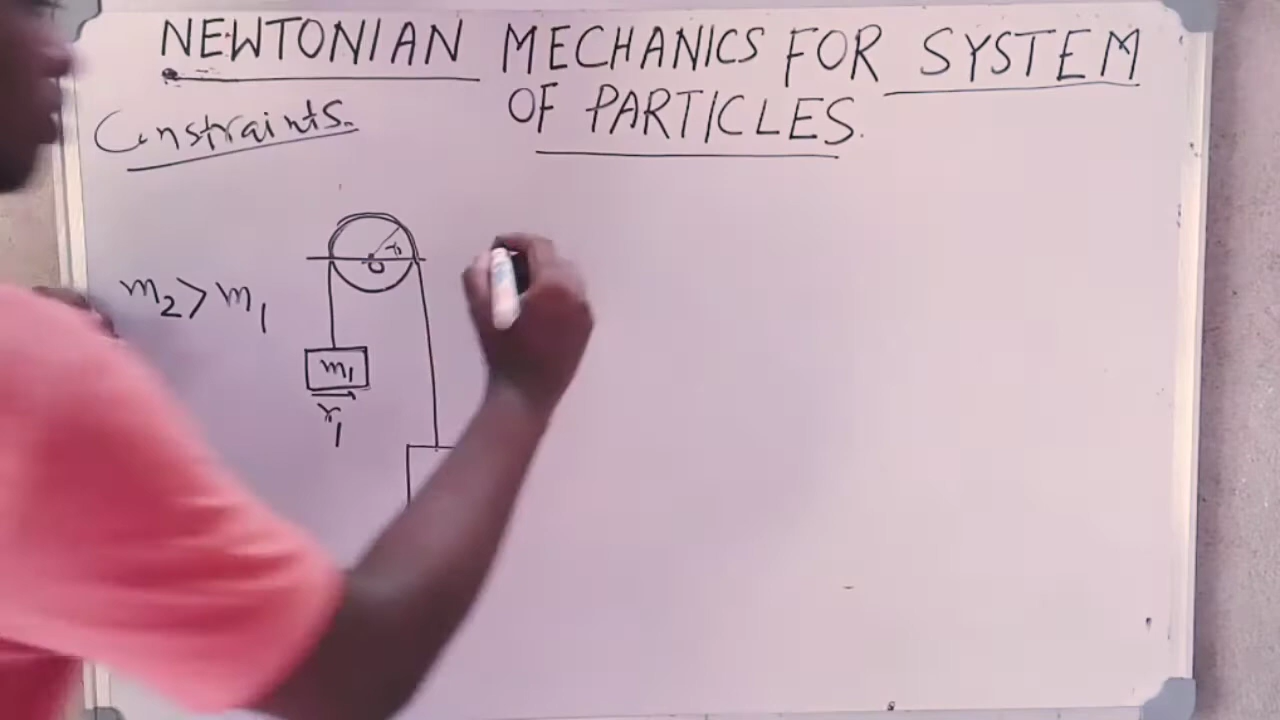 NEWTONIAN MECHANICS FOR SYSTEM
OF PARTICLES.
Constraints.
m₂ > m₁
m₁
r₁